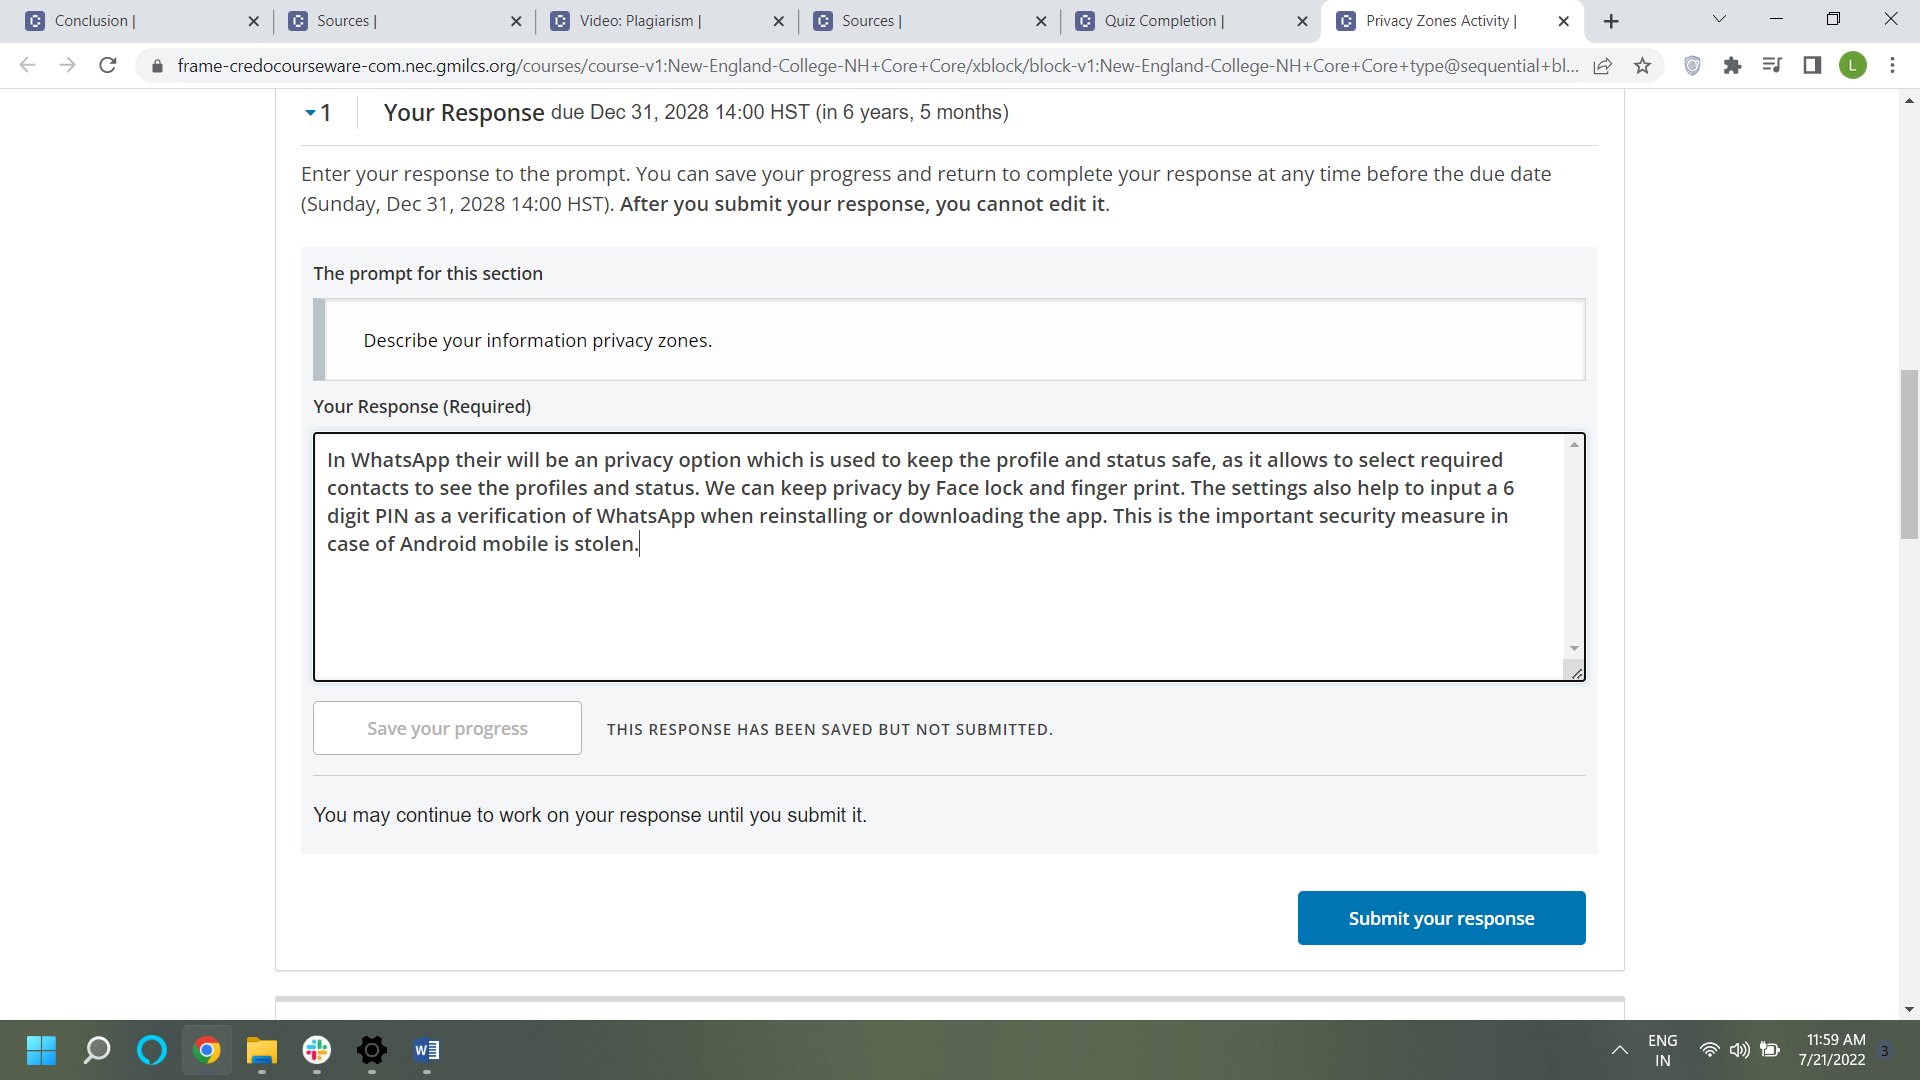 Conclusion |
Sources |
Video: Plagiarism |
Sources |
Quiz Completion |
Privacy Zones Activity |
frame-credocourseware-com.nec.gmilcs.org/courses/course-v1:New-England-College-NH+Core+Core/xblock/block-v1:New-England-College-NH+Core+Core+type@sequential+bl...
L
1
Your Response due Dec 31, 2028 14:00 HST (in 6 years, 5 months)
Enter your response to the prompt. You can save your progress and return to complete your response at any time before the due date
(Sunday, Dec 31, 2028 14:00 HST). After you submit your response, you cannot edit it.
The prompt for this section
Describe your information privacy zones.
Your Response (Required)
In WhatsApp their will be an privacy option which is used to keep the profile and status safe, as it allows to select required
contacts to see the profiles and status. We can keep privacy by Face lock and finger print. The settings also help to input a 6
digit PIN as a verification of WhatsApp when reinstalling or downloading the app. This is the important security measure in
case of Android mobile is stolen.
Save your progress
THIS RESPONSE HAS BEEN SAVED BUT NOT SUBMITTED.
You may continue to work on your response until you submit it.
Submit your response
ENG
IN
11:59 AM
7/21/2022
3